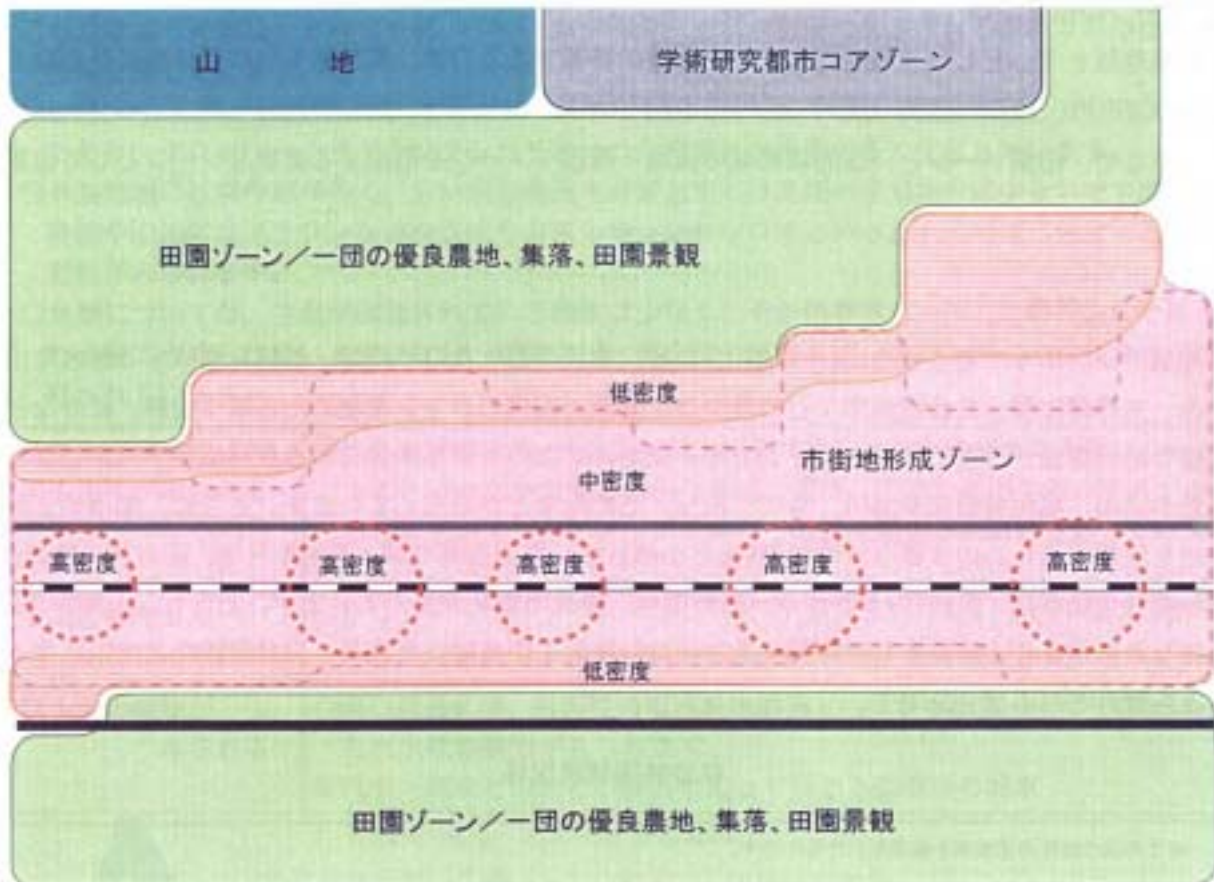 山　地
学術研究都市コアゾーン
田園ゾーン／一団の優良農地、集落、田園景観
低密度
市街地形成ゾーン
中密度
高密度
高密度
高密度
高密度
高密度
低密度
田園ゾーン／一団の優良農地、集落、田園景観